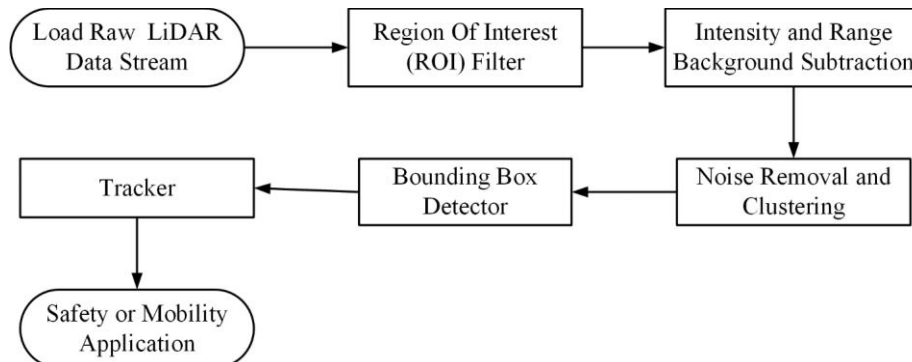 Load Raw LiDAR
Data Stream
Region Of Interest
(ROI) Filter
Intensity and Range
Background Subtraction
Noise Removal and
Clustering
Bounding Box
Detector
Tracker
Safety or Mobility
Application